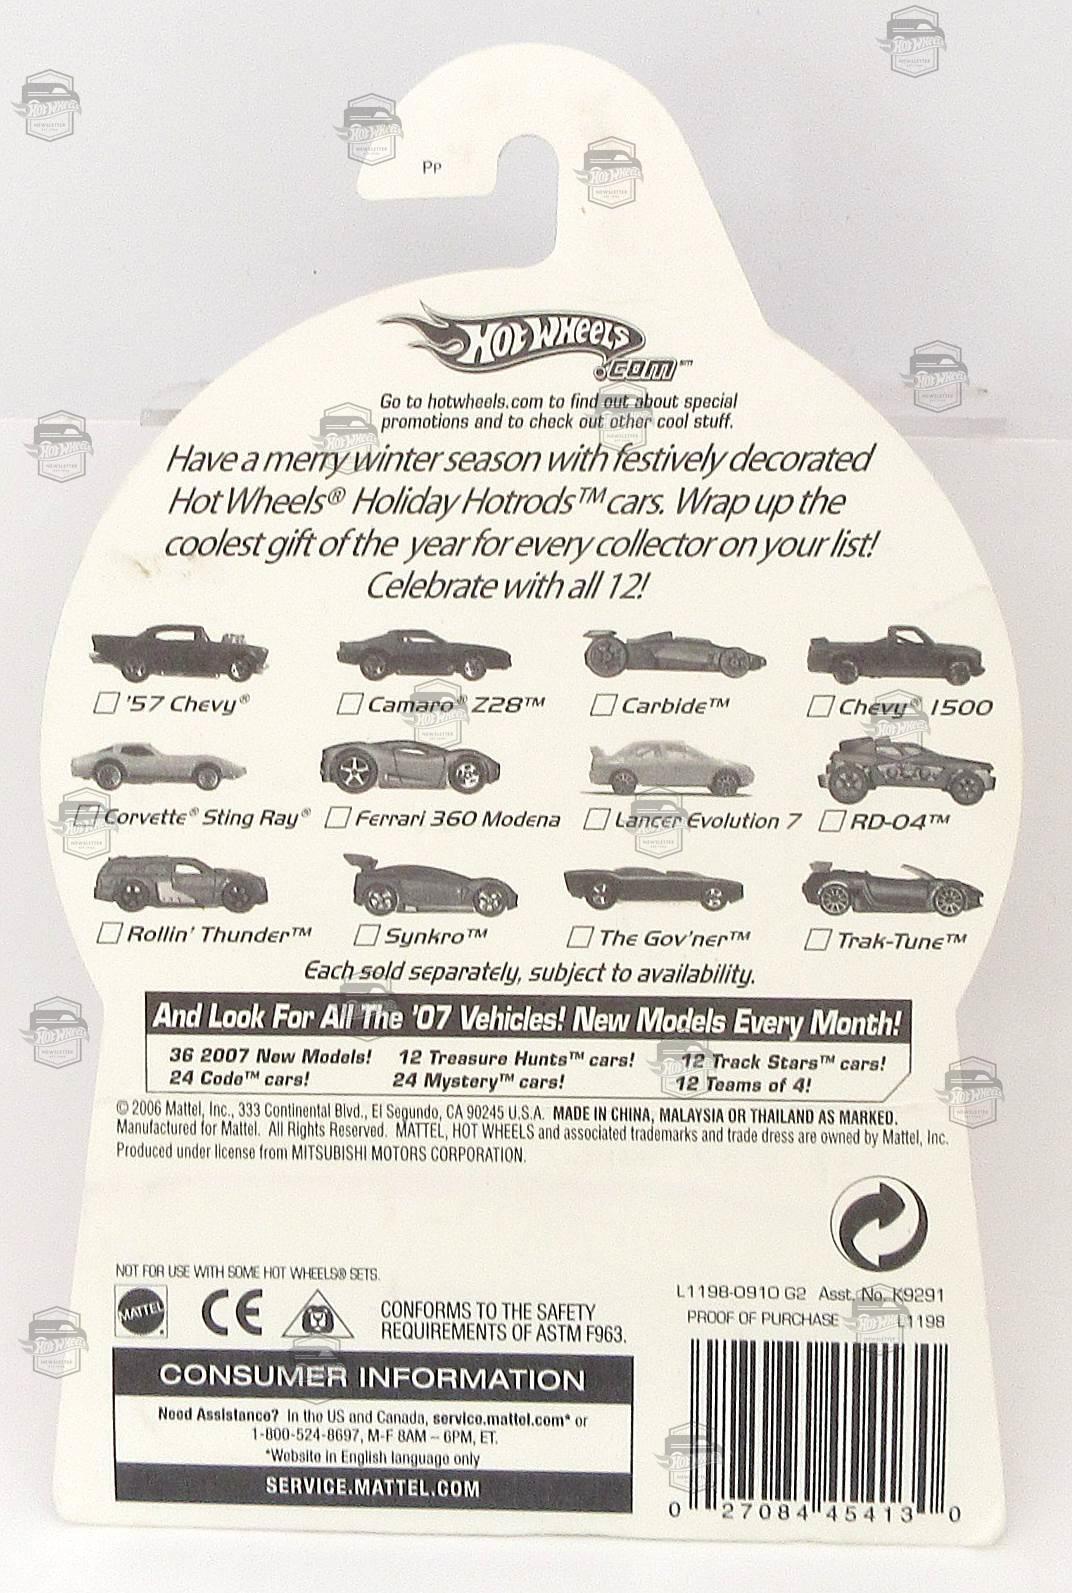 Pp
HOT WHEELS
.COM™
Go to hotwheels.com to find out about special
promotions and to check out other cool stuff.
Have a merry winter season with festively decorated
Hot Wheels® Holiday Hotrods™ cars. Wrap up the
coolest gift of the year for every collector on your list!
Celebrate with all 12!
'57 Chevy® Camaro® Z28™ Carbide™ Chevy® 1500
Corvette® Sting Ray® Ferrari 360 Modena Lancer Evolution 7 RD-04™
Rollin' Thunder™ Synkro™ The Gov'ner™ Trak-Tune™
Each sold separately, subject to availability.
And Look For All The '07 Vehicles! New Models Every Month!
36 2007 New Models! 12 Treasure Hunts™ cars! 12 Track Stars™ cars!
24 Code™ cars! 24 Mystery™ cars! 12 Teams of 4!
© 2006 Mattel, Inc., 333 Continental Blvd., El Segundo, CA 90245 U.S.A. MADE IN CHINA, MALAYSIA OR THAILAND AS MARKED.
Manufactured for Mattel. All Rights Reserved. MATTEL, HOT WHEELS and associated trademarks and trade dress are owned by Mattel, Inc.
Produced under license from MITSUBISHI MOTORS CORPORATION.
NOT FOR USE WITH SOME HOT WHEELS® SETS.
MATTEL CE
CONFORMS TO THE SAFETY
REQUIREMENTS OF ASTM F963.
L1198-0910 G2 Asst. No. K9291
PROOF OF PURCHASE L1198
CONSUMER INFORMATION
Need Assistance? In the US and Canada, service.mattel.com* or
1-800-524-8697, M-F 8AM – 6PM, ET.
*Website in English language only
SERVICE.MATTEL.COM
0 27084 45413 0
HOT WHEELS
NEWSLETTER